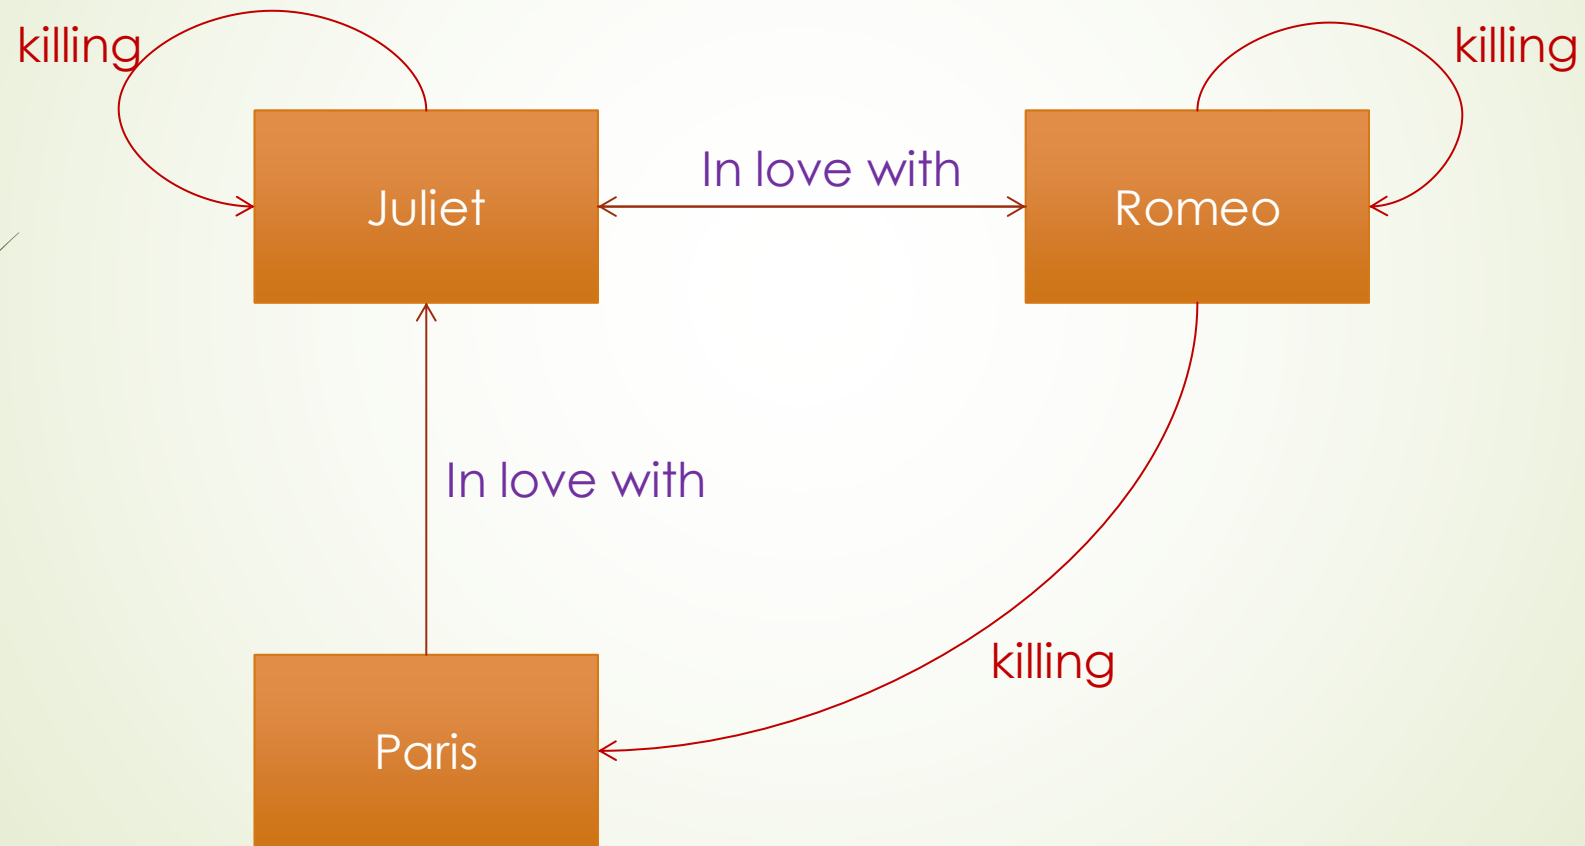 killing
killing
In love with
Juliet
Romeo
In love with
killing
Paris